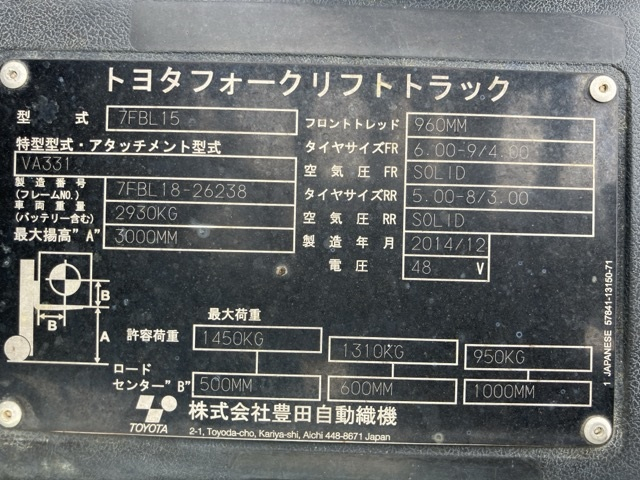 トヨタフォークリフトトラック
型 式 7FBL15
特型型式・アタッチメント型式
VA331
製造番号 (フレームNO.) 7FBL18-26238
車両重量 (バッテリー含む) 2930KG
最大揚高"A" 3000MM
フロントトレッド 960MM
タイヤサイズFR 6.00-9/4.00
空気圧FR SOLID
タイヤサイズRR 5.00-8/3.00
空気圧RR SOLID
製造年月 2014/12
電圧 48 V
B
B
A
最大荷重
許容荷重 1450KG 1310KG 950KG
ロードセンター"B" 500MM 600MM 1000MM
TOYOTA
株式会社豊田自動織機
2-1, Toyoda-cho, Kariya-shi, Aichi 448-8671 Japan
1 JAPANESE 57841-13150-71